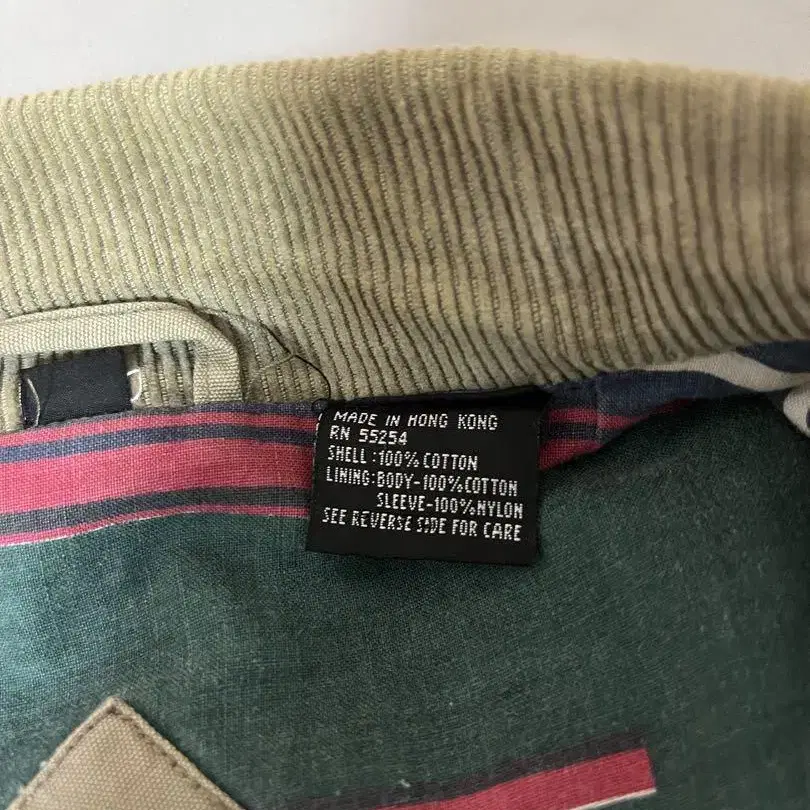 MADE IN HONG KONG
RN 55254
SHELL : 100% COTTON
LINING: BODY-100% COTTON
SLEEVE-100% NYLON
SEE REVERSE SIDE FOR CARE